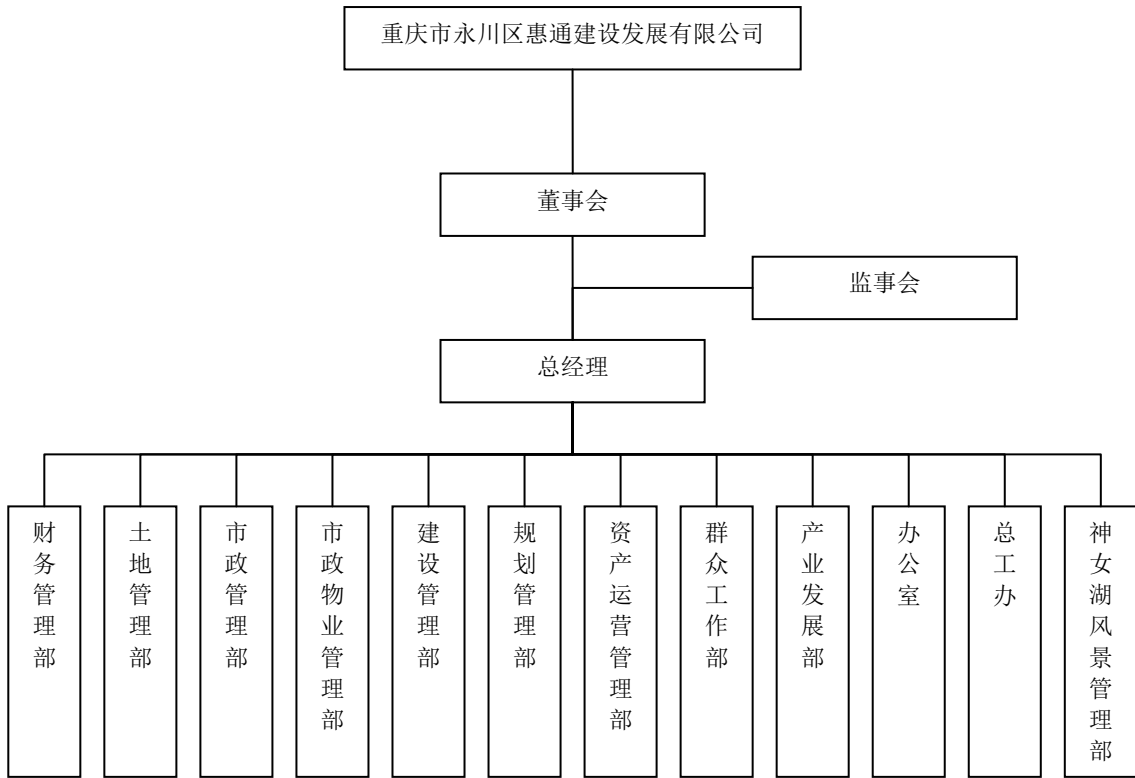 重庆市永川区惠通建设发展有限公司
董事会
监事会
总经理
财务管理部
土地管理部
市政管理部
市政物业管理部
建设管理部
规划管理部
资产运营管理部
群众工作部
产业发展部
办公室
总工办
神女湖风景管理部